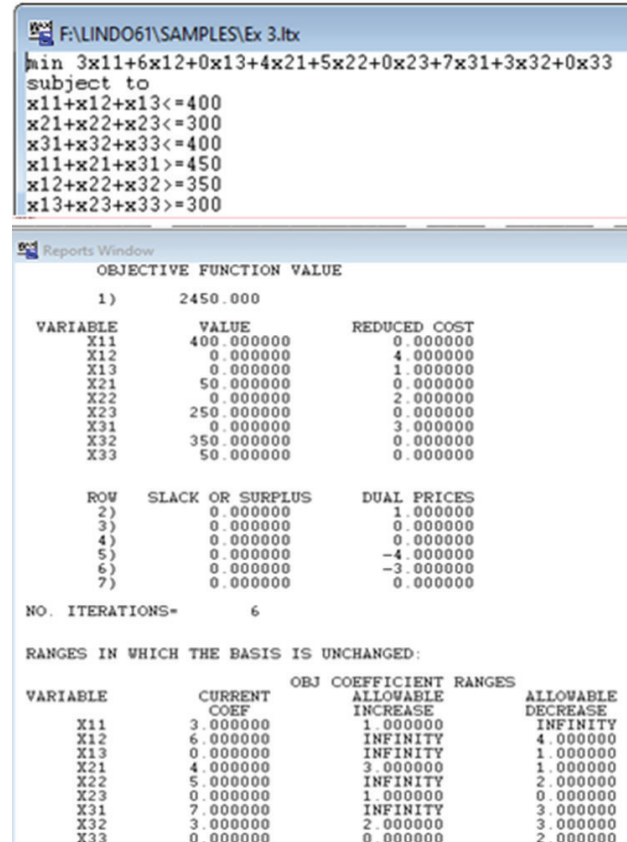 F:\LINDO61\SAMPLES\Ex 3.ltx
min 3x11+6x12+0x13+4x21+5x22+0x23+7x31+3x32+0x33
subject to
x11+x12+x13<=400
x21+x22+x23<=300
x31+x32+x33<=400
x11+x21+x31>=450
x12+x22+x32>=350
x13+x23+x33>=300
Reports Window
OBJECTIVE FUNCTION VALUE
1) 2450.000
VARIABLE VALUE REDUCED COST
X11 400.000000 0.000000
X12 0.000000 4.000000
X13 0.000000 1.000000
X21 50.000000 0.000000
X22 0.000000 2.000000
X23 250.000000 0.000000
X31 0.000000 3.000000
X32 350.000000 0.000000
X33 50.000000 0.000000
ROW SLACK OR SURPLUS DUAL PRICES
2) 0.000000 1.000000
3) 0.000000 0.000000
4) 0.000000 0.000000
5) 0.000000 -4.000000
6) 0.000000 -3.000000
7) 0.000000 0.000000
NO. ITERATIONS= 6
RANGES IN WHICH THE BASIS IS UNCHANGED:
OBJ COEFFICIENT RANGES
VARIABLE CURRENT ALLOWABLE ALLOWABLE
COEF INCREASE DECREASE
X11 3.000000 1.000000 INFINITY
X12 6.000000 INFINITY 4.000000
X13 0.000000 INFINITY 1.000000
X21 4.000000 3.000000 1.000000
X22 5.000000 INFINITY 2.000000
X23 0.000000 1.000000 0.000000
X31 7.000000 INFINITY 3.000000
X32 3.000000 2.000000 3.000000
X33 0.000000 0.000000 2.000000